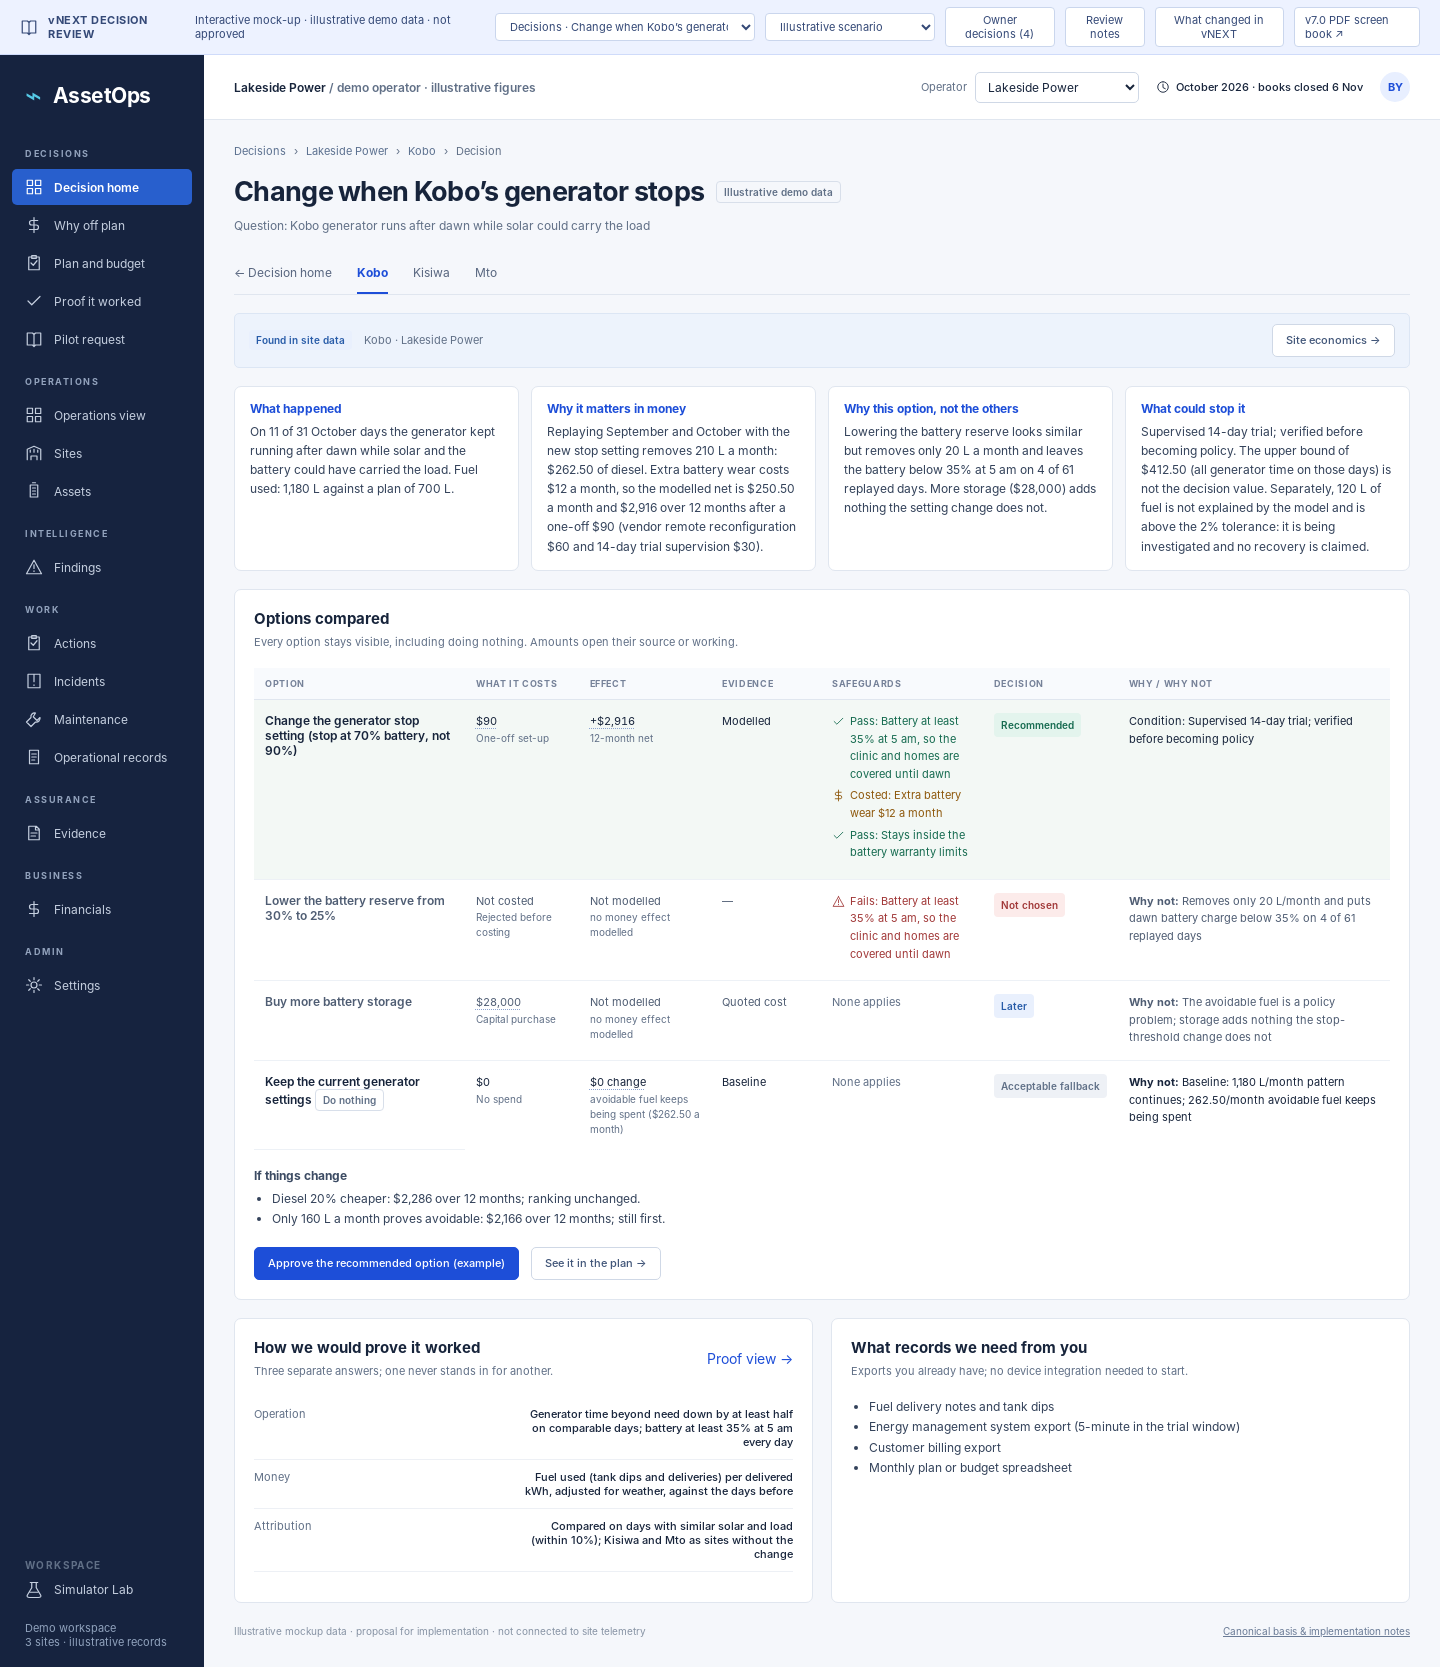 vNEXT DECISION
REVIEW
Interactive mock-up · illustrative demo data · not
approved
Decisions · Change when Kobo's generato
Illustrative scenario
Owner
decisions (4)
Review
notes
What changed in
vNEXT
v7.0 PDF screen
book ↗
AssetOps
DECISIONS
Decision home
Why off plan
Plan and budget
Proof it worked
Pilot request
OPERATIONS
Operations view
Sites
Assets
INTELLIGENCE
Findings
WORK
Actions
Incidents
Maintenance
Operational records
ASSURANCE
Evidence
BUSINESS
Financials
ADMIN
Settings
WORKSPACE
Simulator Lab
Demo workspace
3 sites · illustrative records
Lakeside Power / demo operator · illustrative figures
Operator
Lakeside Power
October 2026 · books closed 6 Nov
BY
Decisions › Lakeside Power › Kobo › Decision
Change when Kobo’s generator stops
Illustrative demo data
Question: Kobo generator runs after dawn while solar could carry the load
← Decision home
Kobo
Kisiwa
Mto
Found in site data
Kobo · Lakeside Power
Site economics →
What happened
On 11 of 31 October days the generator kept
running after dawn while solar and the
battery could have carried the load. Fuel
used: 1,180 L against a plan of 700 L.
Why it matters in money
Replaying September and October with the
new stop setting removes 210 L a month:
$262.50 of diesel. Extra battery wear costs
$12 a month, so the modelled net is $250.50
a month and $2,916 over 12 months after a
one-off $90 (vendor remote reconfiguration
$60 and 14-day trial supervision $30).
Why this option, not the others
Lowering the battery reserve looks similar
but removes only 20 L a month and leaves
the battery below 35% at 5 am on 4 of 61
replayed days. More storage ($28,000) adds
nothing the setting change does not.
What could stop it
Supervised 14-day trial; verified before
becoming policy. The upper bound of
$412.50 (all generator time on those days) is
not the decision value. Separately, 120 L of
fuel is not explained by the model and is
above the 2% tolerance: it is being
investigated and no recovery is claimed.
Options compared
Every option stays visible, including doing nothing. Amounts open their source or working.
OPTION
WHAT IT COSTS
EFFECT
EVIDENCE
SAFEGUARDS
DECISION
WHY / WHY NOT
Change the generator stop
setting (stop at 70% battery, not
90%)
$90
One-off set-up
+$2,916
12-month net
Modelled
Pass: Battery at least
35% at 5 am, so the
clinic and homes are
covered until dawn
Costed: Extra battery
wear $12 a month
Pass: Stays inside the
battery warranty limits
Recommended
Condition: Supervised 14-day trial; verified
before becoming policy
Lower the battery reserve from
30% to 25%
Not costed
Rejected before
costing
Not modelled
no money effect
modelled
—
Fails: Battery at least
35% at 5 am, so the
clinic and homes are
covered until dawn
Not chosen
Why not: Removes only 20 L/month and puts
dawn battery charge below 35% on 4 of 61
replayed days
Buy more battery storage
$28,000
Capital purchase
Not modelled
no money effect
modelled
Quoted cost
None applies
Later
Why not: The avoidable fuel is a policy
problem; storage adds nothing the stop-
threshold change does not
Keep the current generator
settings Do nothing
$0
No spend
$0 change
avoidable fuel keeps
being spent ($262.50 a
month)
Baseline
None applies
Acceptable fallback
Why not: Baseline: 1,180 L/month pattern
continues; 262.50/month avoidable fuel keeps
being spent
If things change
• Diesel 20% cheaper: $2,286 over 12 months; ranking unchanged.
• Only 160 L a month proves avoidable: $2,166 over 12 months; still first.
Approve the recommended option (example)
See it in the plan →
How we would prove it worked
Three separate answers; one never stands in for another.
Proof view →
Operation
Generator time beyond need down by at least half
on comparable days; battery at least 35% at 5 am
every day
Money
Fuel used (tank dips and deliveries) per delivered
kWh, adjusted for weather, against the days before
Attribution
Compared on days with similar solar and load
(within 10%); Kisiwa and Mto as sites without the
change
What records we need from you
Exports you already have; no device integration needed to start.
• Fuel delivery notes and tank dips
• Energy management system export (5-minute in the trial window)
• Customer billing export
• Monthly plan or budget spreadsheet
Illustrative mockup data · proposal for implementation · not connected to site telemetry
Canonical basis & implementation notes